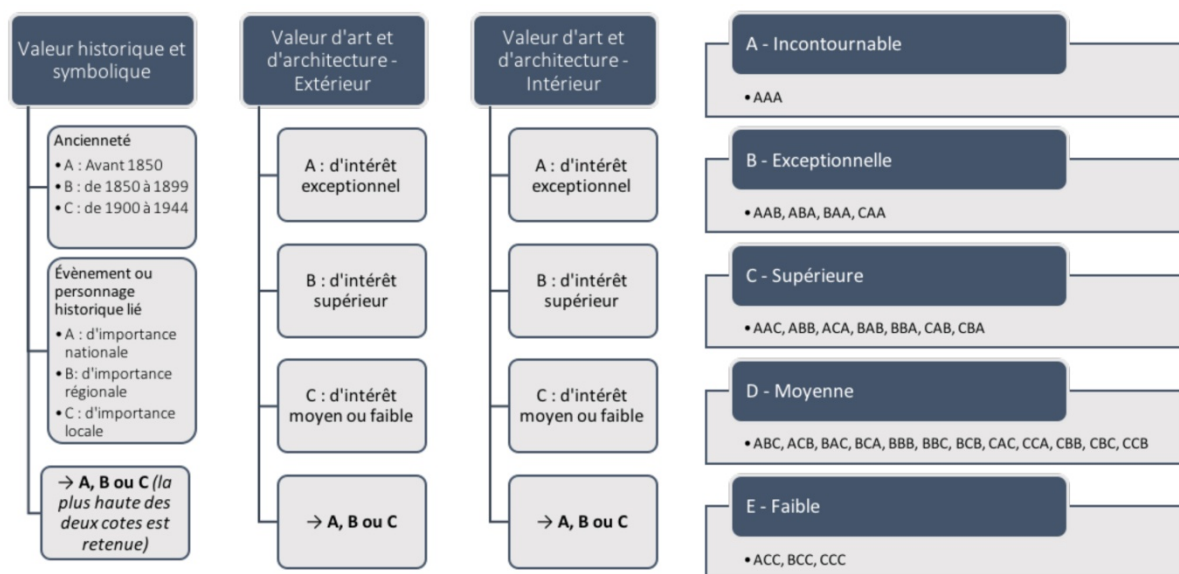 Valeur historique et
symbolique
Ancienneté
• A : Avant 1850
• B : de 1850 à 1899
• C : de 1900 à 1944
Évènement ou
personnage
historique lié
• A : d'importance
nationale
• B: d'importance
régionale
• C : d'importance
locale
→ A, B ou C (la
plus haute des
deux cotes est
retenue)
Valeur d'art et
d'architecture -
Extérieur
A : d'intérêt
exceptionnel
B : d'intérêt
supérieur
C : d'intérêt
moyen ou faible
→ A, B ou C
Valeur d'art et
d'architecture -
Intérieur
A : d'intérêt
exceptionnel
B : d'intérêt
supérieur
C : d'intérêt
moyen ou faible
→ A, B ou C
A - Incontournable
• AAA
B - Exceptionnelle
• AAB, ABA, BAA, CAA
C - Supérieure
• AAC, ABB, ACA, BAB, BBA, CAB, CBA
D - Moyenne
• ABC, ACB, BAC, BCA, BBB, BBC, BCB, CAC, CCA, CBB, CBC, CCB
E - Faible
• ACC, BCC, CCC